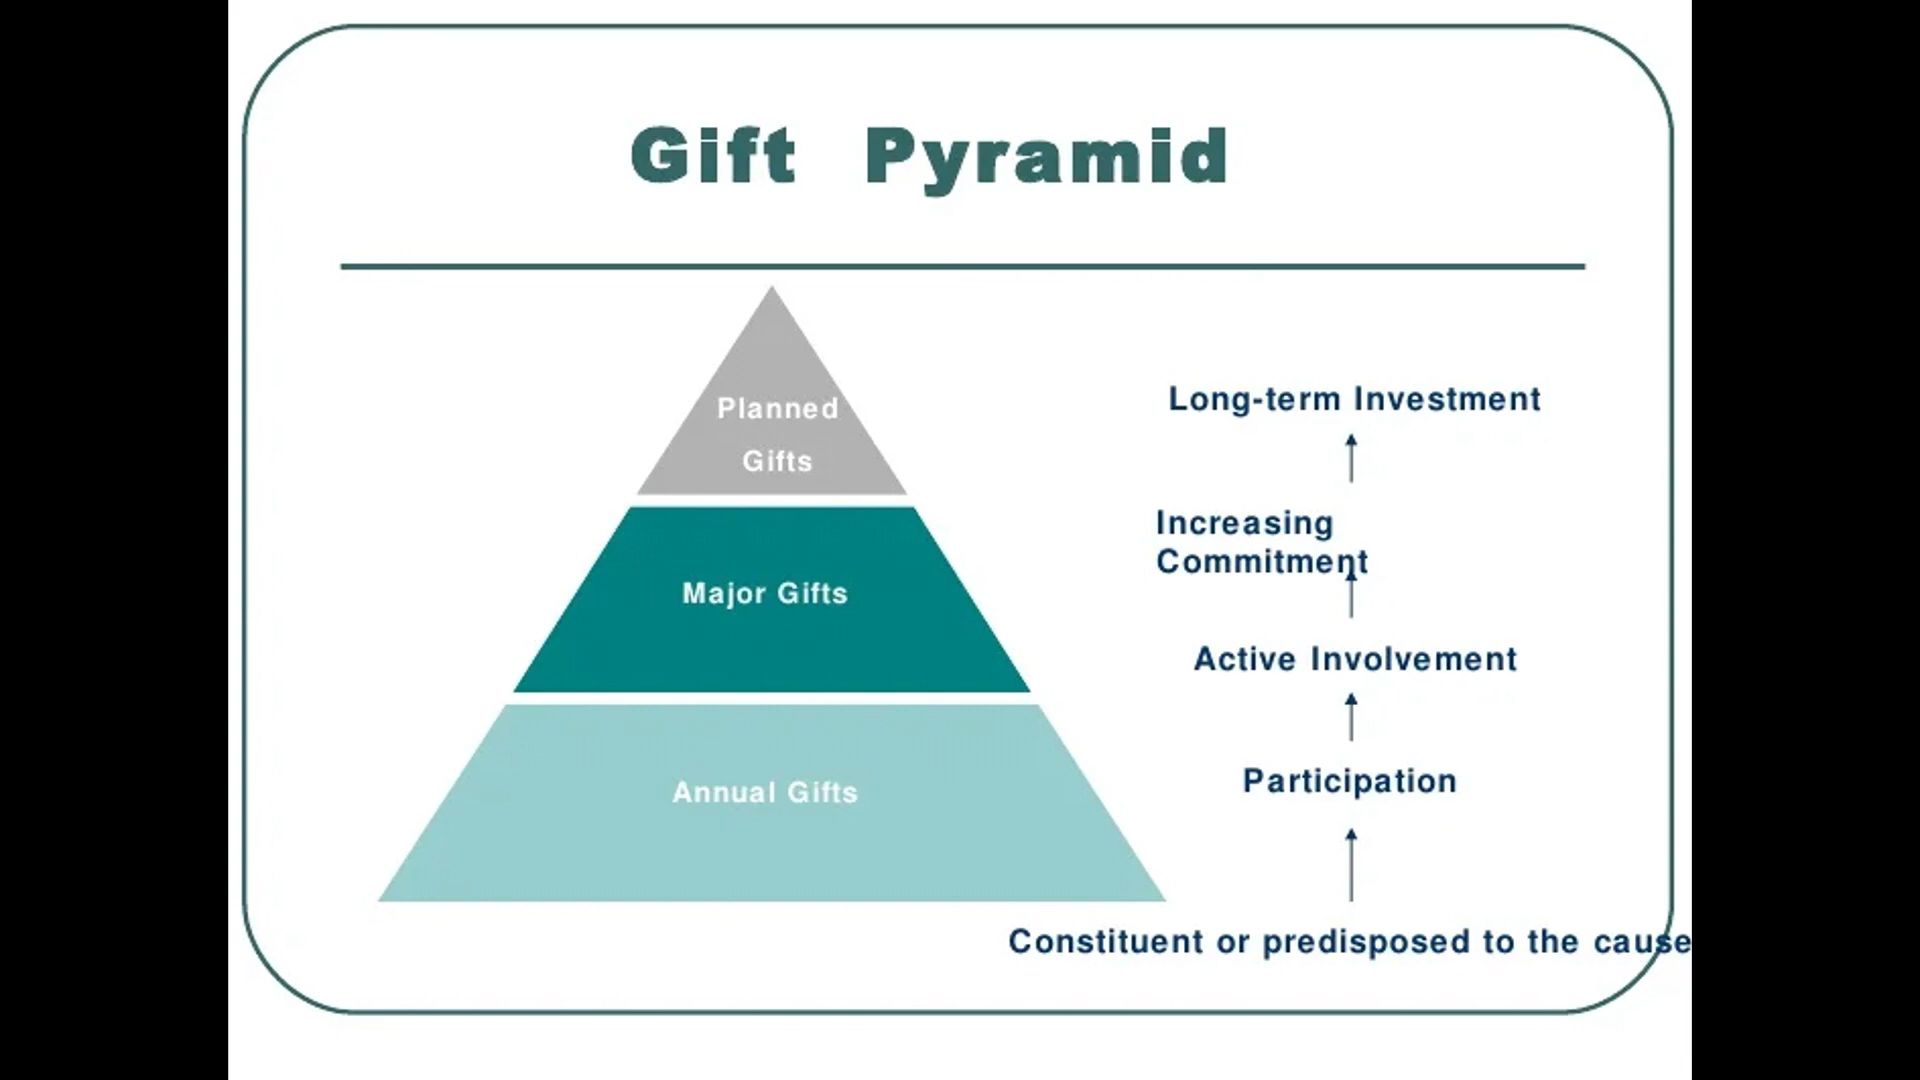 Gift Pyramid
Planned
Gifts
Major Gifts
Annual Gifts
Long-term Investment
Increasing
Commitment
Active Involvement
Participation
Constituent or predisposed to the cause